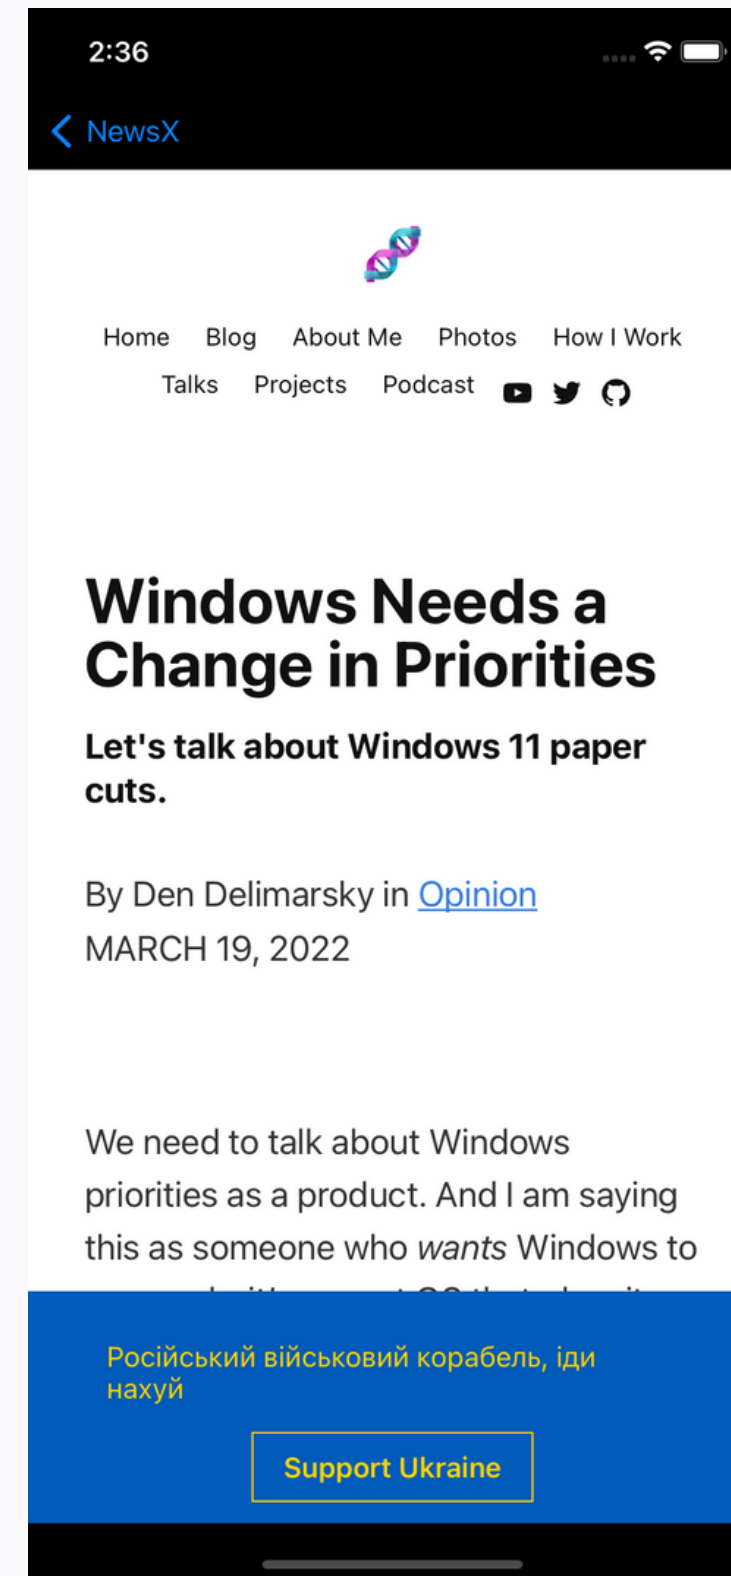 2:36
NewsX
Home Blog About Me Photos How I Work
Talks Projects Podcast
Windows Needs a
Change in Priorities
Let's talk about Windows 11 paper
cuts.
By Den Delimarsky in Opinion
MARCH 19, 2022
We need to talk about Windows
priorities as a product. And I am saying
this as someone who wants Windows to
Російський військовий корабель, іди
нахуй
Support Ukraine